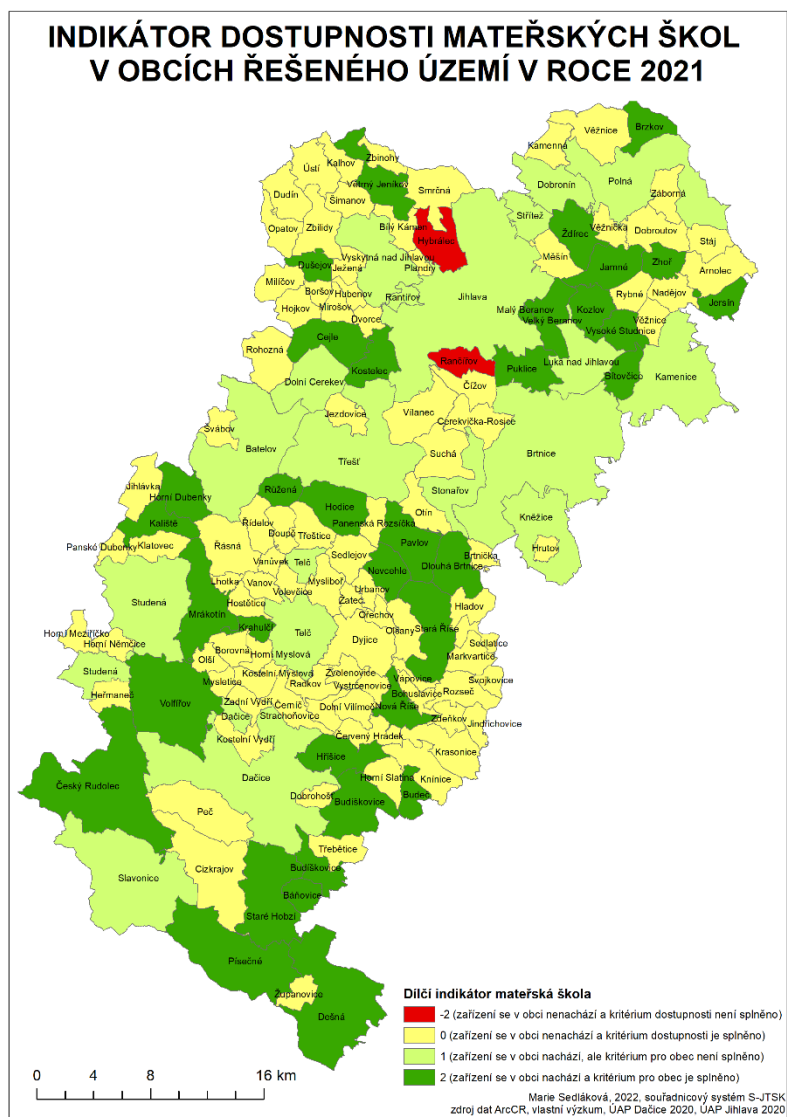 INDIKÁTOR DOSTUPNOSTI MATEŘSKÝCH ŠKOL
V OBCÍCH ŘEŠENÉHO ÚZEMÍ V ROCE 2021
Brzkov
Věžnice
Kamenná
Zbinohy
Kalhov
Ústí
Větrný Jeníkov
Smrčná
Dobronín
Polná
Záborná
Dudín
Šimanov
Opatov
Zbilidy
Bílý Kámen
Hybrálec
Střítež
Věžnička
Dobroutov
Ždírec
Stáj
Měšín
Vyskytná nad Jihlavou
Dušejov
Ježená
Plandry
Jamné
Zhoř
Arnolec
Milíčov
Boršov
Hubenov
Rantířov
Jihlava
Rybné
Nadějov
Jersín
Hojkov
Mirošov
Dvorce
Malý Beranov
Velký Beranov
Kozlov
Vysoké Studnice
Věžnice
Rohozná
Cejle
Kostelec
Rančířov
Puklice
Luka nad Jihlavou
Bítovčice
Kamenice
Dolní Cerekev
Čížov
Jezdovice
Vílanec
Cerekvička-Rosice
Švábov
Batelov
Třešť
Suchá
Brtnice
Jihlávka
Horní Dubenky
Růžená
Hodice
Stonařov
Otín
Kněžice
Kaliště
Řídelov
Doupě
Třeštice
Panenská Rozsíčka
Pavlov
Hrutov
Panské Dubenky
Klatovec
Řásná
Vanůvek
Telč
Sedlejov
Brtnička
Lhotka
Vanov
Volevčice
Mysliboř
Nevcehle
Dlouhá Brtnice
Studená
Hostětice
Žatec
Urbanov
Mrákotín
Krahulčí
Ořechov
Hladov
Horní Meziříčko
Horní Němčice
Telč
Dyjice
Olšany
Stará Říše
Sedlatice
Borovná
Horní Myslová
Markvartice
Olší
Studená
Mysletice
Kostelní Myslová
Zvolenovice
Vápovice
Svojkovice
Heřmaneč
Volfířov
Zadní Vydří
Radkov
Vystrčenovice
Bohuslavice
Rozseč
Černíč
Dolní Vilímeč
Nová Říše
Dačice
Strachoňovice
Zdeňkov
Jindřichovice
Kostelní Vydří
Červený Hrádek
Krasonice
Hříšice
Český Rudolec
Dačice
Horní Slatina
Knínice
Dobrohošť
Budíškovice
Budeč
Peč
Třebětice
Slavonice
Cizkrajov
Budíškovice
Báňovice
Staré Hobzí
Písečné
Županovice
Dešná
Dílčí indikátor mateřská škola
-2 (zařízení se v obci nenachází a kritérium dostupnosti není splněno)
0 (zařízení se v obci nenachází a kritérium dostupnosti je splněno)
1 (zařízení se v obci nachází, ale kritérium pro obec není splněno)
2 (zařízení se v obci nachází a kritérium pro obec je splněno)
0 4 8 16 km
Marie Sedláková, 2022, souřadnicový systém S-JTSK
zdroj dat ArcCR, vlastní výzkum, ÚAP Dačice 2020, ÚAP Jihlava 2020